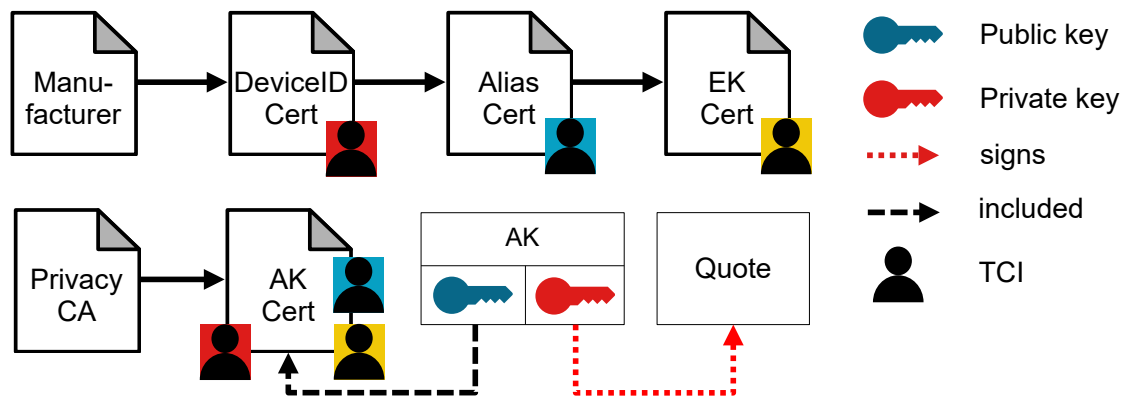 Manu-
facturer
DeviceID
Cert
Alias
Cert
EK
Cert
Public key
Private key
signs
included
TCI
Privacy
CA
AK
Cert
AK
Quote